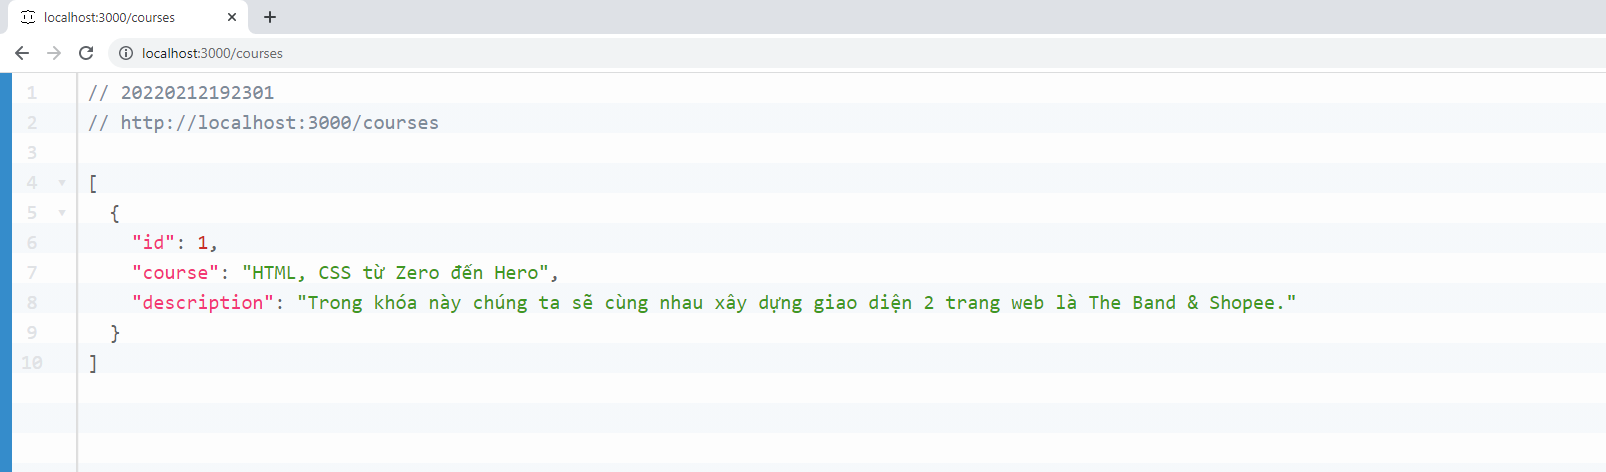 localhost:3000/courses
localhost:3000/courses
1 // 20220212192301
2 // http://localhost:3000/courses
3
4 [
5 {
6 "id": 1,
7 "course": "HTML, CSS từ Zero đến Hero",
8 "description": "Trong khóa này chúng ta sẽ cùng nhau xây dựng giao diện 2 trang web là The Band & Shopee."
9 }
10 ]